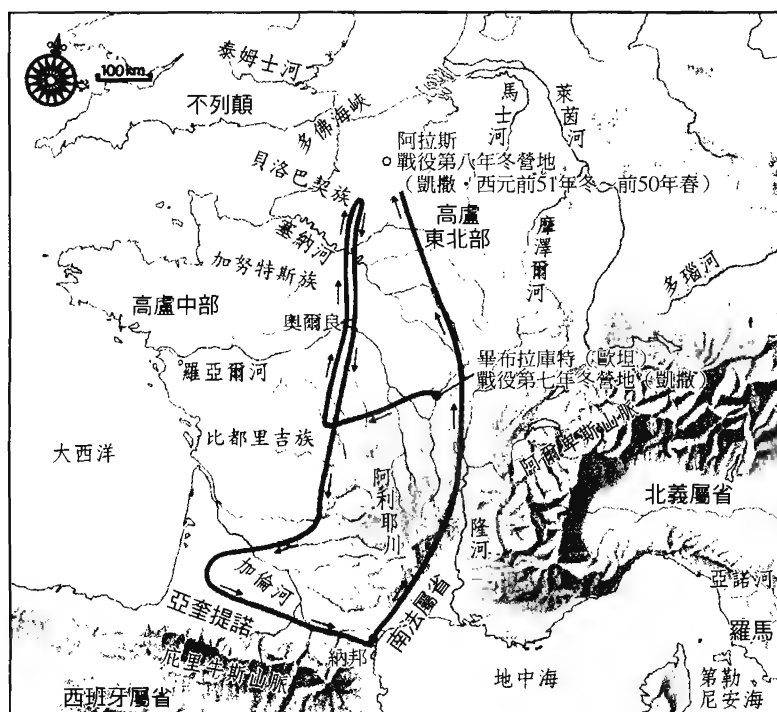 100km
泰姆士河
不列顛
多佛海峽
馬士河
萊茵河
阿拉斯
戰役第八年冬營地
(凱撒·西元前51年冬~前50年春)
貝洛巴契族
高盧
東北部
塞納河
加努特斯族
摩澤爾河
多瑙河
高盧中部
奧爾良
畢布拉庫特(歐坦)
戰役第七年冬營地(凱撒)
羅亞爾河
比都里吉族
大西洋
阿爾卑斯山脈
阿利耶川
北義屬省
隆河
加倫河
亞諾河
亞奎提諾
南法屬省
羅馬
納邦
庇里牛斯山脈
地中海
第勒
尼安海
西班牙屬省